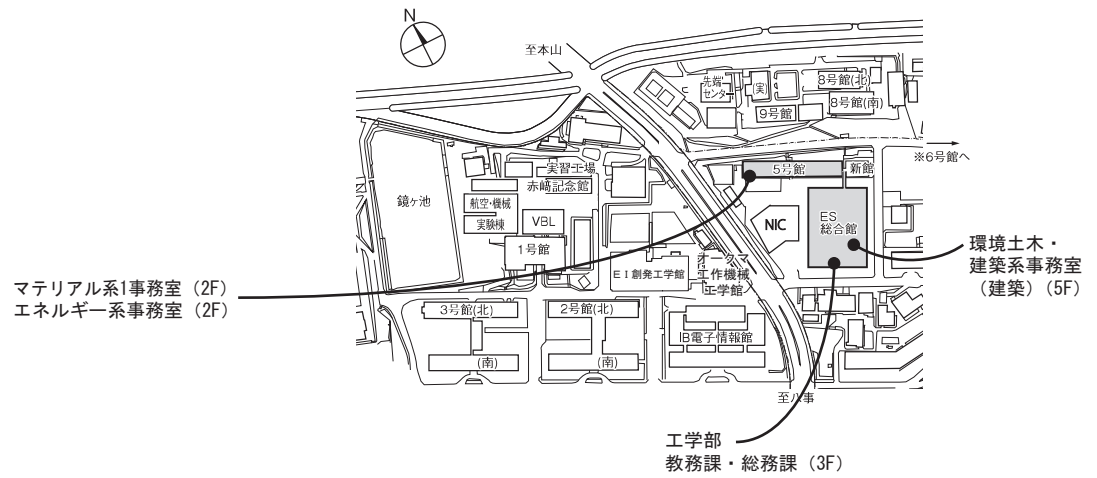 N
至本山
先端
センター
(実)
8号館(北)
9号館
8号館(南)
※6号館へ
実習工場
赤﨑記念館
5号館
新館
鏡ヶ池
航空・機械
実験棟
VBL
1号館
NIC
ES
総合館
環境土木・
建築系事務室
(建築)(5F)
オークマ
工作機械
工学館
EI創発工学館
マテリアル系1事務室(2F)
エネルギー系事務室(2F)
3号館(北)
2号館(北)
IB電子情報館
(南)
(南)
至八事
工学部
教務課・総務課(3F)